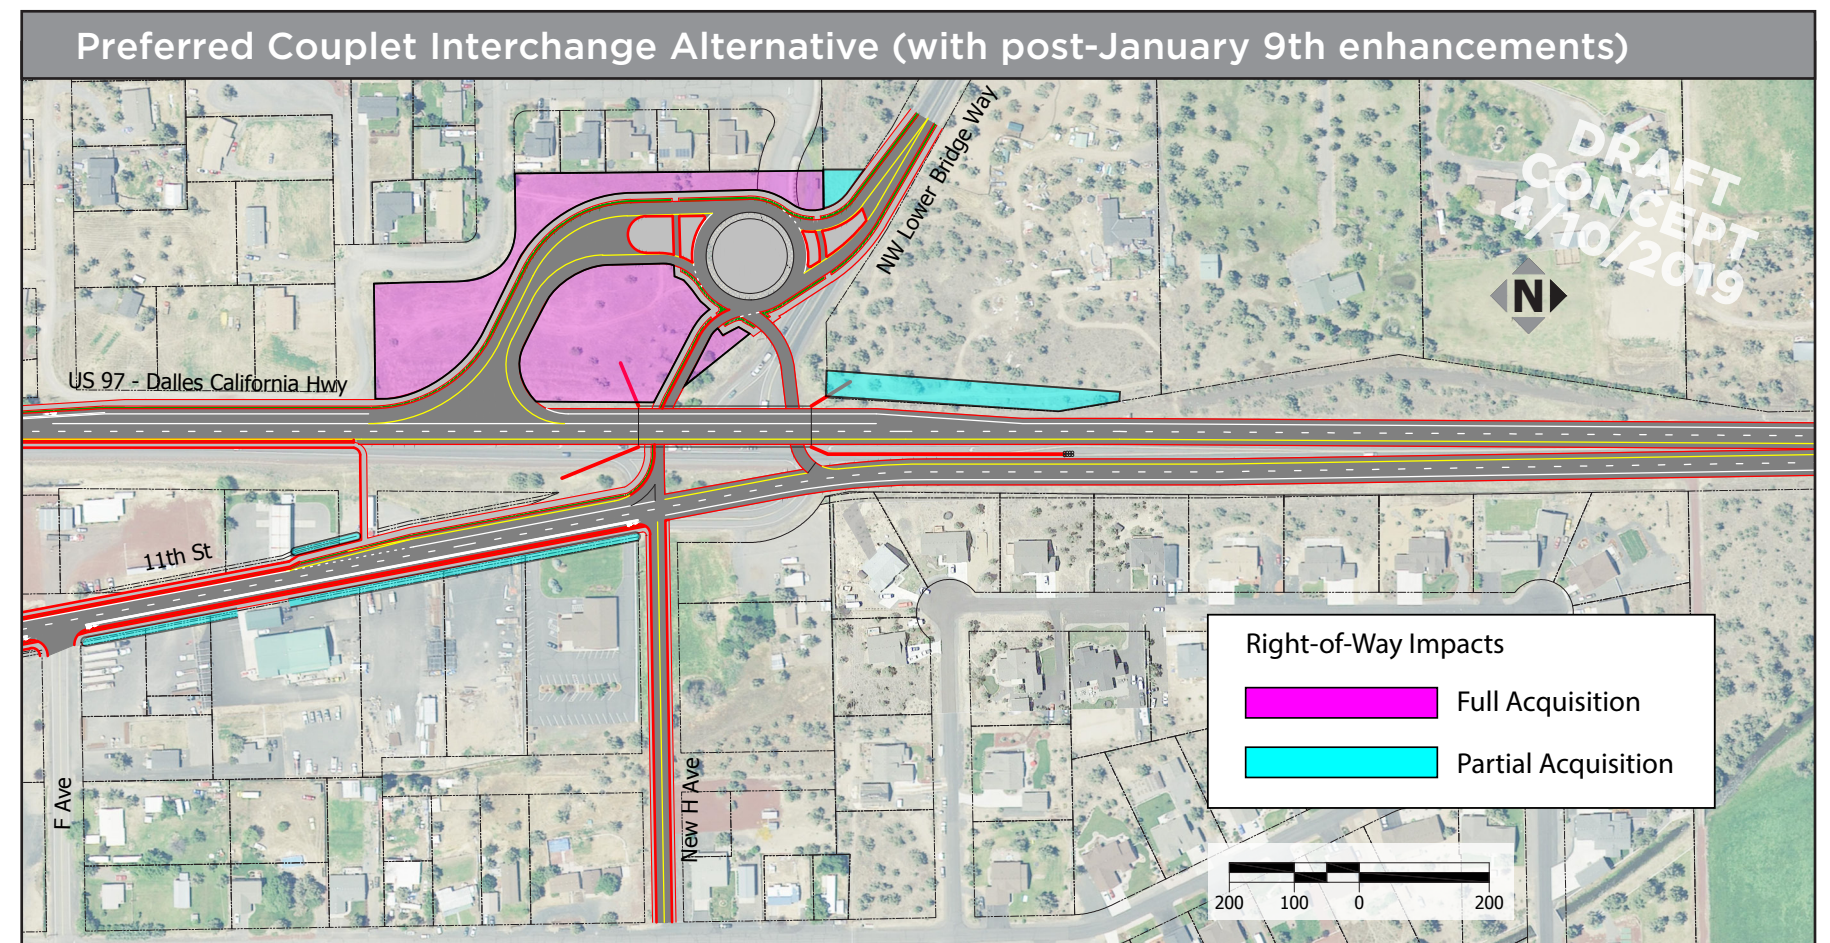 Preferred Couplet Interchange Alternative (with post-January 9th enhancements)
NW Lower Bridge Way
DRAFT
CONCEPT
4/10/2019
N
US 97 - Dalles California Hwy
11th St
Right-of-Way Impacts
Full Acquisition
Partial Acquisition
F Ave
New H Ave
200 100 0 200